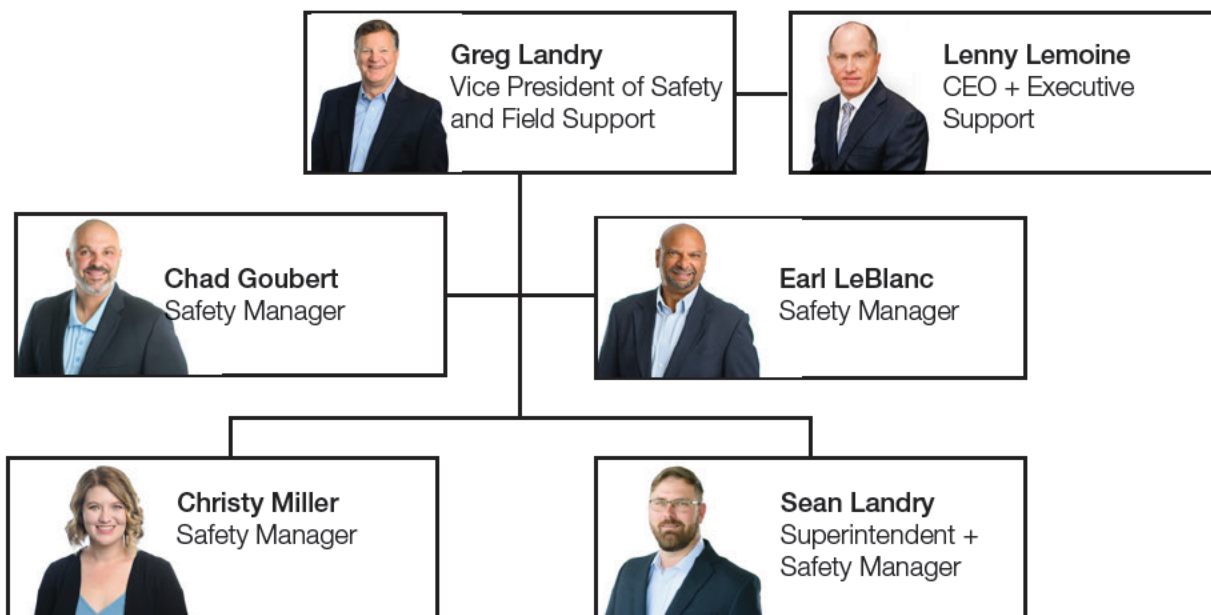 Greg Landry
Vice President of Safety
and Field Support
Lenny Lemoine
CEO + Executive
Support
Chad Goubert
Safety Manager
Earl LeBlanc
Safety Manager
Christy Miller
Safety Manager
Sean Landry
Superintendent +
Safety Manager